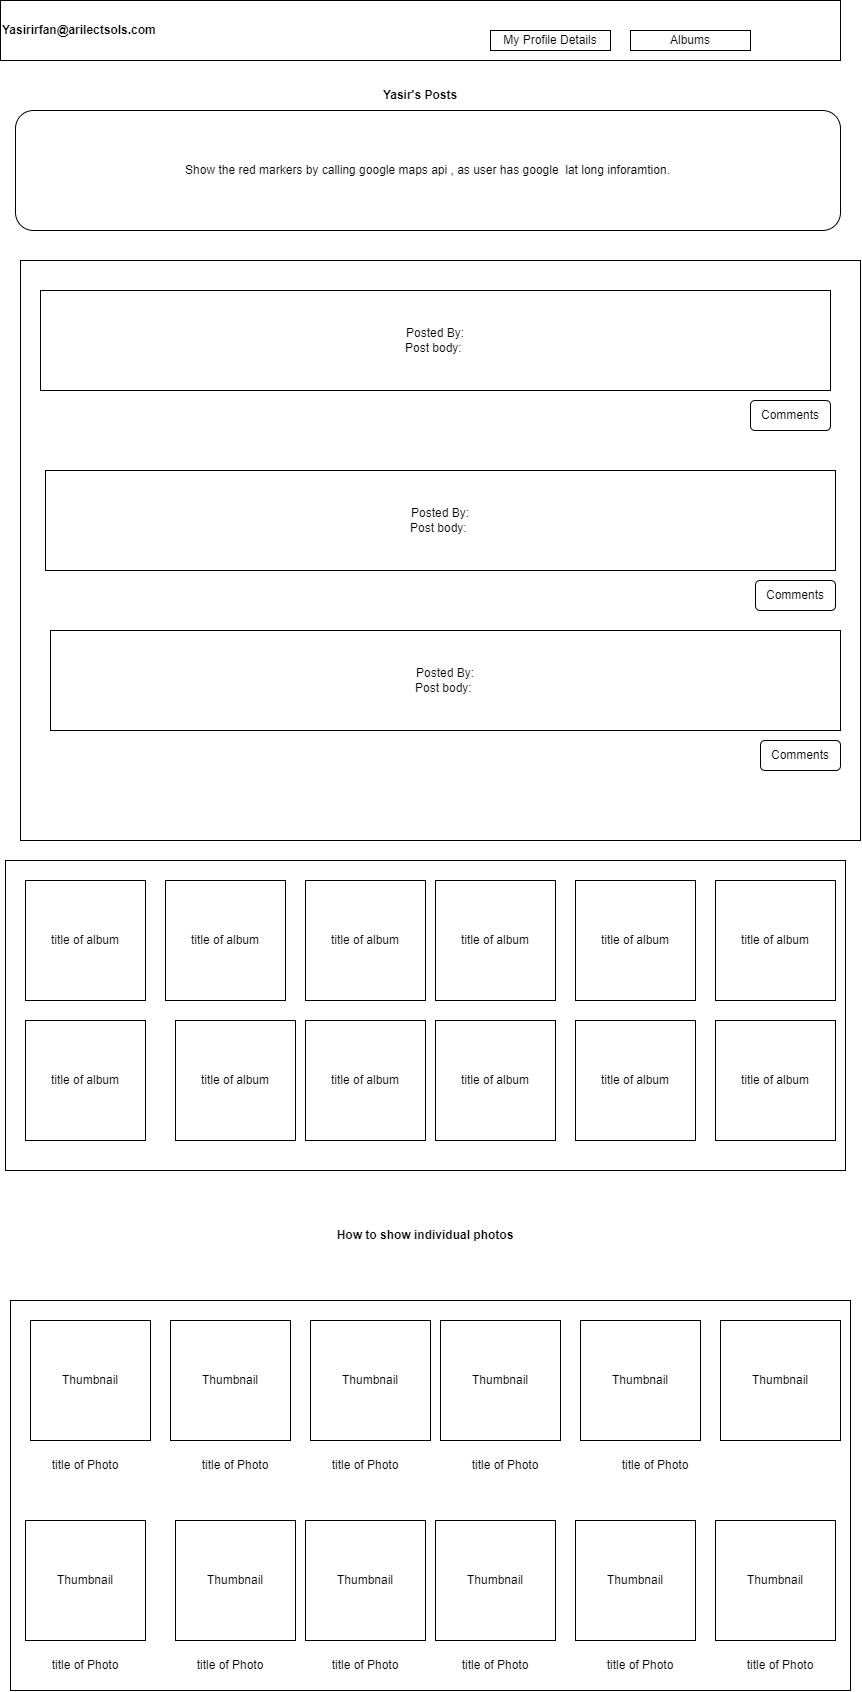 Yasirirfan@arilectsols.com
My Profile Details
Albums
Yasir's Posts
Show the red markers by calling google maps api , as user has google  lat long inforamtion.
Posted By:
Post body:
Comments
Posted By:
Post body:
Comments
Posted By:
Post body:
Comments
title of album
title of album
title of album
title of album
title of album
title of album
title of album
title of album
title of album
title of album
title of album
title of album
How to show individual photos
Thumbnail
Thumbnail
Thumbnail
Thumbnail
Thumbnail
Thumbnail
title of Photo
title of Photo
title of Photo
title of Photo
title of Photo
Thumbnail
Thumbnail
Thumbnail
Thumbnail
Thumbnail
Thumbnail
title of Photo
title of Photo
title of Photo
title of Photo
title of Photo
title of Photo